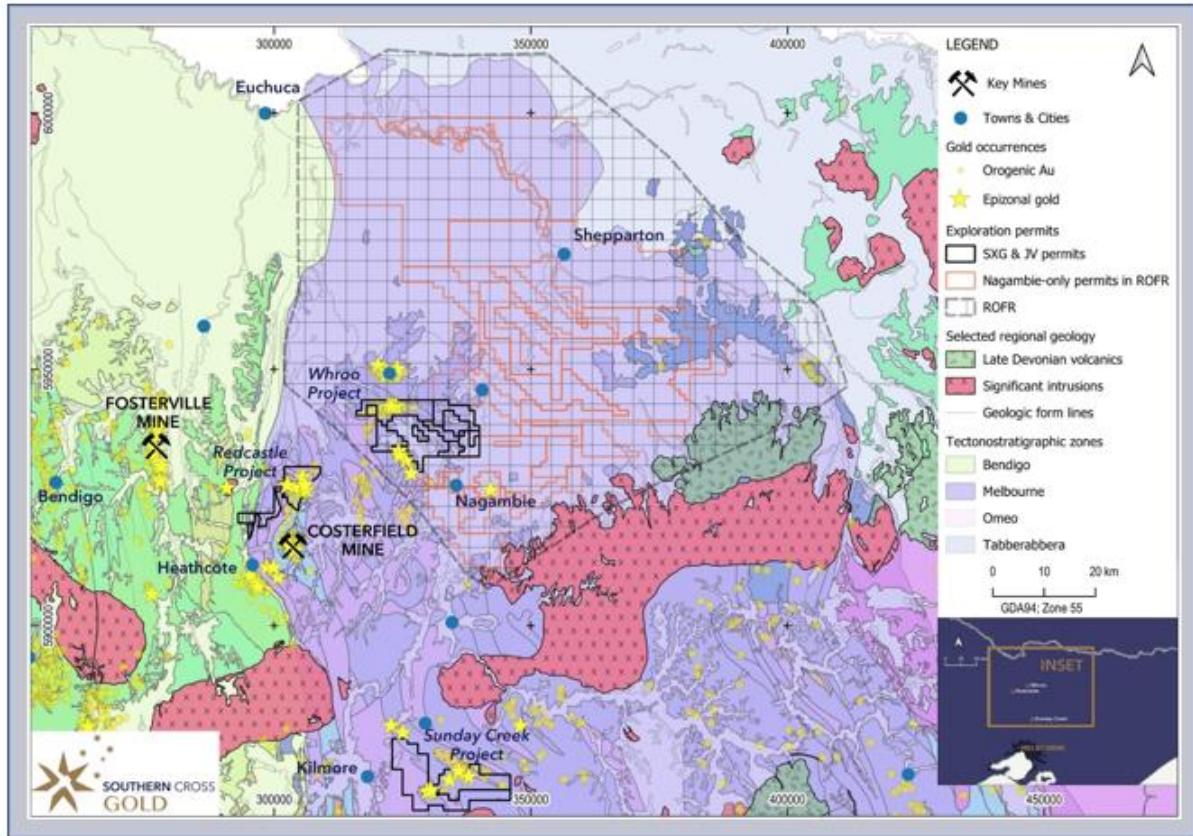 300000
350000
400000
6000000
5950000
5900000
Euchuca
Shepparton
Whroo
Project
FOSTERVILLE
MINE
Redcastle
Project
Bendigo
Nagambie
COSTERFIELD
MINE
Heathcote
Sunday Creek
Project
Kilmore
300000
350000
400000
450000
SOUTHERN CROSS
GOLD
LEGEND
Key Mines
Towns & Cities
Gold occurrences
Orogenic Au
Epizonal gold
Exploration permits
SXG & JV permits
Nagambie-only permits in ROFR
ROFR
Selected regional geology
Late Devonian volcanics
Significant intrusions
Geologic form lines
Tectonostratigraphic zones
Bendigo
Melbourne
Omeo
Tabberabbera
0 10 20 km
GDA94; Zone 55
A
INSET
Sunday Creek
MELBOURNE